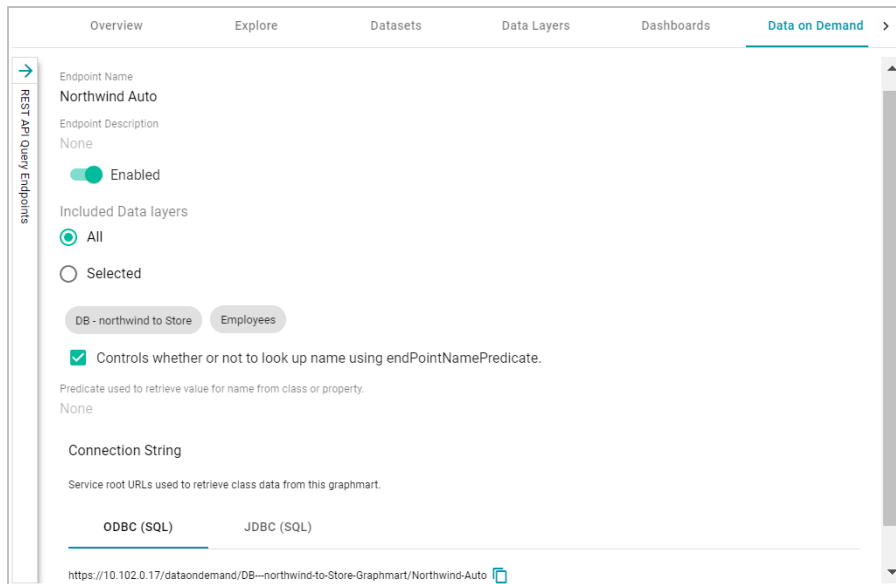 Overview Explore Datasets Data Layers Dashboards Data on Demand
REST API Query Endpoints
Endpoint Name
Northwind Auto
Endpoint Description
None
Enabled
Included Data layers
All
Selected
DB - northwind to Store Employees
Controls whether or not to look up name using endPointNamePredicate.
Predicate used to retrieve value for name from class or property.
None
Connection String
Service root URLs used to retrieve class data from this graphmart.
ODBC (SQL) JDBC (SQL)
https://10.102.0.17/dataondemand/DB---northwind-to-Store-Graphmart/Northwind-Auto